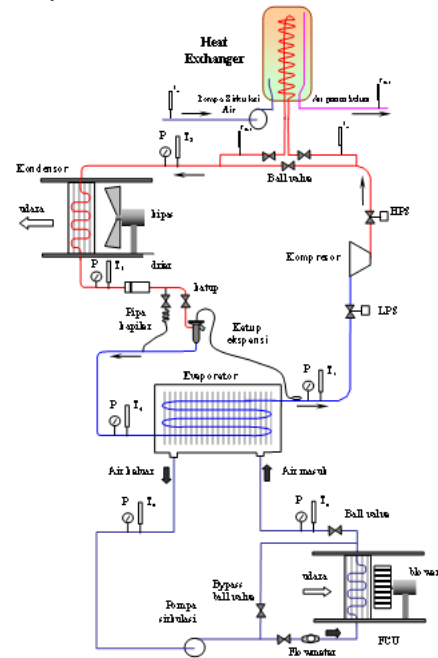 Heat
Exchanger
Pompa Sirkulasi
Air
Air panas keluar
P
Kondensor
Ball valve
udara
kipas
HPS
Kompresor
P
drier
katup
LPS
Pipa
kapiler
Katup
ekspansi
Evaporator
P
P
Air keluar
Air masuk
P
P
Ball valve
Bypass
ball valve
udara
blower
Pompa
sirkulasi
Flowmeter
FCU